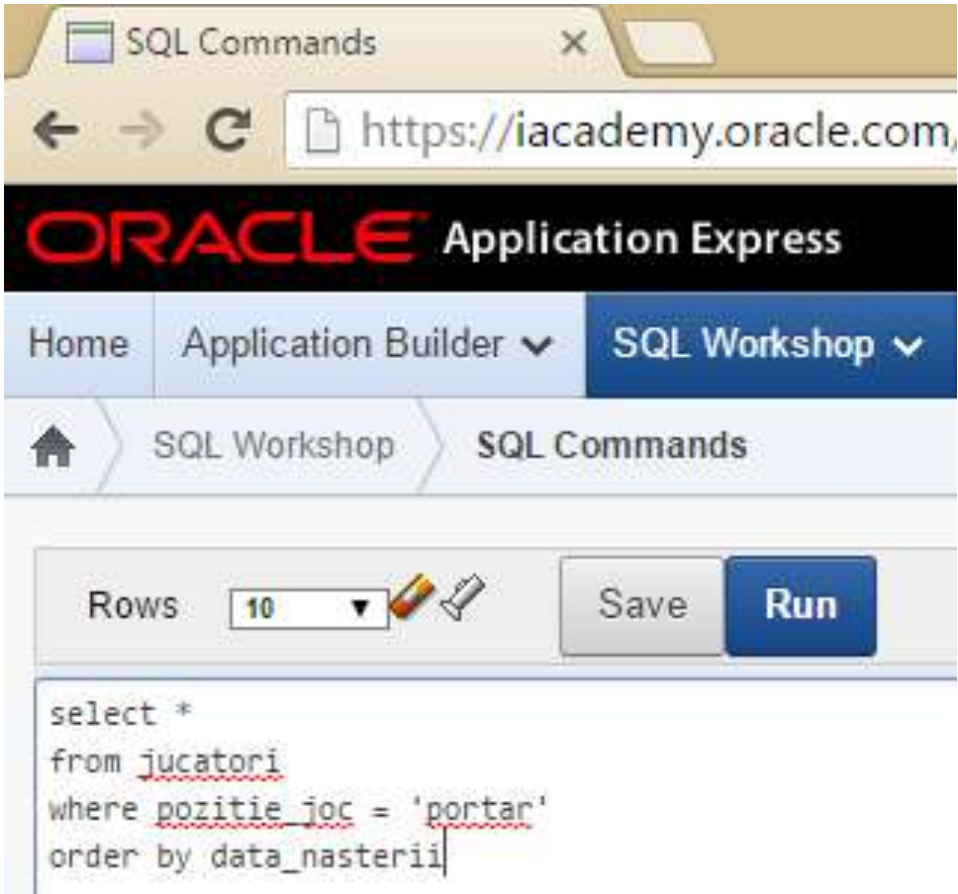 SQL Commands
https://iacademy.oracle.com/
ORACLE Application Express
Home Application Builder SQL Workshop
SQL Workshop SQL Commands
Rows 10 Save Run
select *
from jucatori
where pozitie_joc = 'portar'
order by data_nasterii